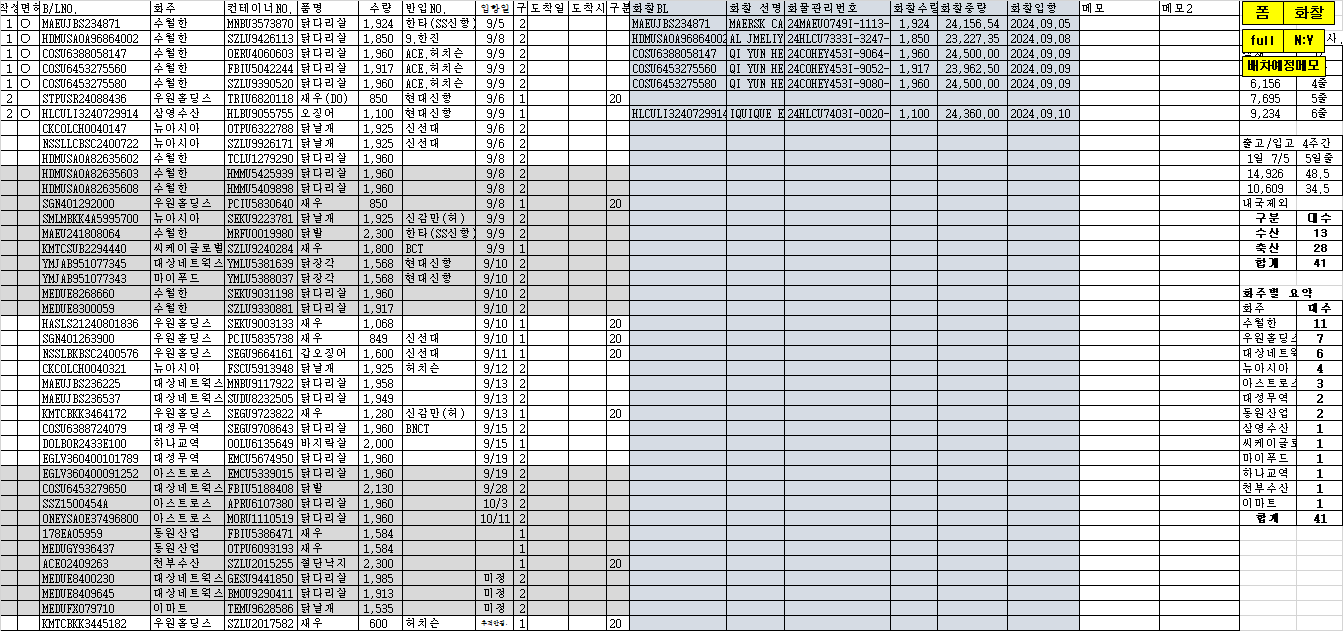 작성 면허 B/LNO. 화주 컨테이너NO. 품명 수량 반입NO. 입항일 구 도착일 도착시 구분 화찰BL 화찰 선명 화물관리번호 화찰수량 화찰중량 화찰입항 메모 메모2 폼 화찰
1 ○ MAEUJBS234871 수월한 MNBU3573870 닭다리살 1,924 한타(SS신항) 9/5 2 MAEUJBS234871 MAERSK CA 24MAEU0749I-1113- 1,924 24,156.54 2024.09.05
1 ○ HDMUSAOA96864002 수월한 SZLU9426113 닭다리살 1,850 9.한진 9/8 2 HDMUSAOA96864002 AL JMELIY 24HLCU7333I-3247- 1,850 23,227.35 2024.09.08 full N:Y
1 ○ COSU6388058147 수월한 OERU4060603 닭다리살 1,960 ACE.허치슨 9/9 2 COSU6388058147 QI YUN HE 24COHEY453I-9064- 1,960 24,500.00 2024.09.09
1 ○ COSU6453275560 수월한 FBIU5042244 닭다리살 1,917 ACE.허치슨 9/9 2 COSU6453275560 QI YUN HE 24COHEY453I-9052- 1,917 23,962.50 2024.09.09 배차예정메모
1 ○ COSU6453275580 수월한 SZLU9390520 닭다리살 1,960 ACE.허치슨 9/9 2 COSU6453275580 QI YUN HE 24COHEY453I-9080- 1,960 24,500.00 2024.09.09 6,156 4줄
2 STPUSR24088436 우원홀딩스 TRIU6820118 새우(DO) 850 현대신항 9/6 1 20 7,695 5줄
2 ○ HLCULI3240729914 삼영수산 HLBU9055755 오징어 1,100 현대신항 9/9 1 HLCULI3240729914 IQUIQUE E 24HLCU7403I-0020- 1,100 24,360.00 2024.09.10 9,234 6줄
CKCOLCH0040147 뉴아시아 OTPU6322788 닭날개 1,925 신선대 9/6 2
NSSLLCBSC2400722 뉴아시아 SZLU9926171 닭날개 1,925 신선대 9/6 2 출고/입고 4주간
HDMUSAOA82635602 수월한 TCLU1279290 닭다리살 1,960 9/8 2 1일 7/5 5일줄
HDMUSAOA82635603 수월한 HMMU5425939 닭다리살 1,960 9/8 2 14,926 48.5
HDMUSAOA82635608 수월한 HMMU5409898 닭다리살 1,960 9/8 2 10,609 34.5
SGN401292000 우원홀딩스 PCIU5830640 새우 850 9/8 1 20 내국제외
SMLMBKK4A5995700 뉴아시아 SEKU9223781 닭날개 1,925 신감만(허) 9/9 2 구분 대수
MAEU241808064 수월한 MRFU0019980 닭발 2,300 한타(SS신항) 9/9 2 수산 13
KMTCSUB2294440 씨케이글로벌 SZLU9240284 새우 1,800 BCT 9/9 1 축산 28
YMJAB951077345 대상네트웍스 YMLU5381639 닭장각 1,568 현대신항 9/10 2 합계 41
YMJAB951077343 마이푸드 YMLU5388037 닭장각 1,568 현대신항 9/10 2
MEDUE8268660 수월한 SEKU9031198 닭다리살 1,960 9/10 2 화주별 요약
MEDUE8300059 수월한 SZLU9330881 닭다리살 1,917 9/10 2 화주 대수
HASLS21240801836 우원홀딩스 SEKU9003133 새우 1,068 9/10 1 20 수월한 11
SGN401263900 우원홀딩스 PCIU5835738 새우 849 신선대 9/10 1 20 우원홀딩스 7
NSSLBKBSC2400576 우원홀딩스 SEGU9664161 갑오징어 1,600 신선대 9/11 1 20 대상네트웍 6
CKCOLCH0040321 뉴아시아 FSCU5913948 닭날개 1,925 허치슨 9/12 2 뉴아시아 4
MAEUJBS236225 대상네트웍스 MNBU9117922 닭다리살 1,958 9/13 2 아스트로스 3
MAEUJBS236537 대상네트웍스 SUDU8232505 닭다리살 1,949 9/13 2 대성무역 2
KMTCBKK3464172 우원홀딩스 SEGU9723822 새우 1,280 신감만(허) 9/13 1 20 동원산업 2
COSU6388724079 대성무역 SEGU9708643 닭다리살 1,960 BNCT 9/15 2 삼영수산 1
DOLBOR2433E100 하나교역 OOLU6135649 바지락살 2,000 9/15 1 씨케이글로 1
EGLV360400101789 대성무역 EMCU5674950 닭다리살 1,960 9/19 2 마이푸드 1
EGLV360400091252 아스트로스 EMCU5339015 닭다리살 1,960 9/19 2 하나교역 1
COSU6453279650 대상네트웍스 FBIU5188408 닭발 2,130 9/28 2 천부수산 1
SSZ1500454A 아스트로스 APRU6107380 닭다리살 1,960 10/3 2 이마트 1
ONEYSAOE37496800 아스트로스 MORU1110519 닭다리살 1,960 10/11 2 합계 41
178EA05959 동원산업 FBIU5386471 새우 1,584 1
MEDUGY936437 동원산업 OTPU6093193 새우 1,584 1
ACEO2409263 천부수산 SZLU2015255 절단낙지 2,300 1 20
MEDUE8400230 대상네트웍스 GESU9441850 닭다리살 1,985 미정 2
MEDUE8409645 대상네트웍스 BMOU9290411 닭다리살 1,913 미정 2
MEDUFX079710 이마트 TEMU9628586 닭날개 1,535 미정 2
KMTCBKK3445182 우원홀딩스 SZLU2017582 새우 600 허치슨 1 20